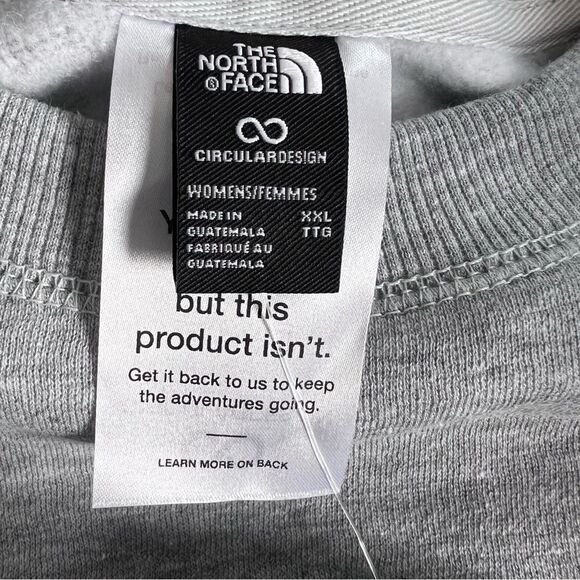 THE
NORTH
FACE
CIRCULARDESIGN
WOMENS/FEMMES
MADE IN XXL
GUATEMALA TTG
FABRIQUÉ AU
GUATEMALA
but this
product isn't.
Get it back to us to keep
the adventures going.
LEARN MORE ON BACK